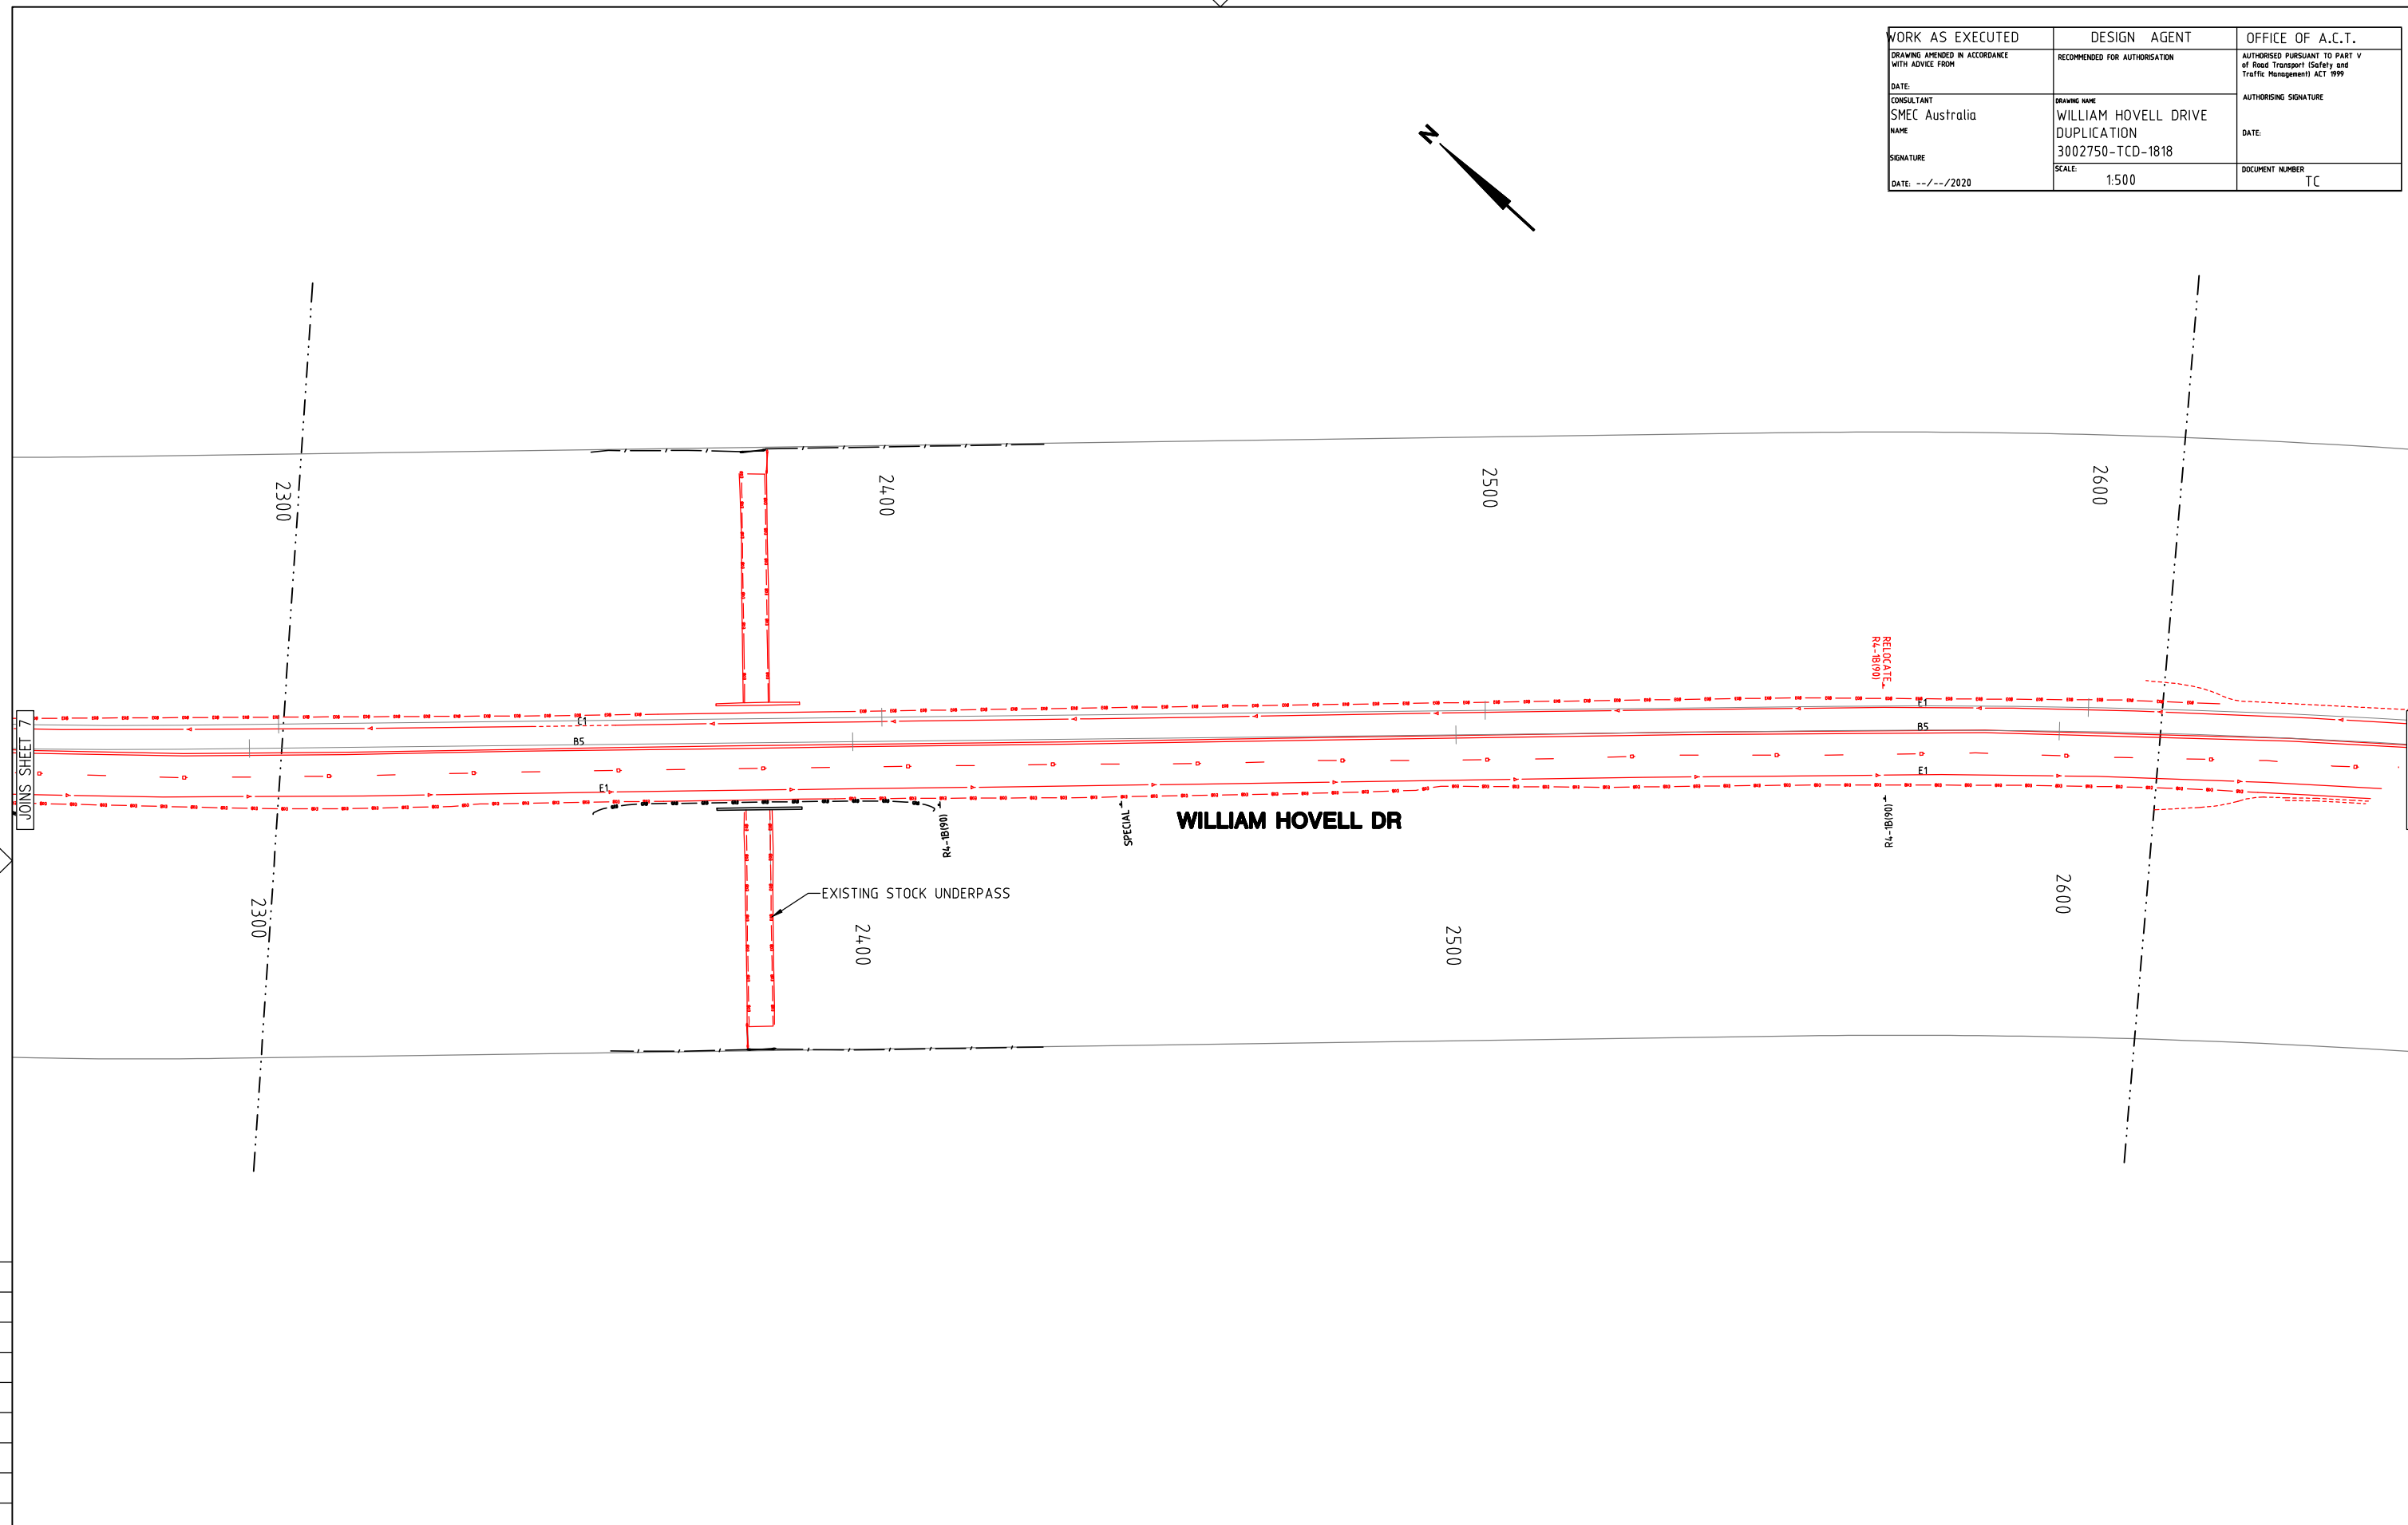 WORK AS EXECUTED
DRAWING AMENDED IN ACCORDANCE
WITH ADVICE FROM
DATE:
CONSULTANT
SMEC Australia
NAME
SIGNATURE
DATE: --/--/2020
DESIGN AGENT
RECOMMENDED FOR AUTHORISATION
DRAWING NAME
WILLIAM HOVELL DRIVE
DUPLICATION
3002750-TCD-1818
SCALE:
1:500
OFFICE OF A.C.T.
AUTHORISED PURSUANT TO PART V
of Road Transport (Safety and
Traffic Management) ACT 1999
AUTHORISING SIGNATURE
DATE:
DOCUMENT NUMBER
TC
N
2300
2400
2500
2600
RELOCATE
R4-1B(90)
JOINS SHEET 7
C1
E1
B5
B5
E1
E1
R4-1B(90)
SPECIAL
WILLIAM HOVELL DR
R4-1B(90)
EXISTING STOCK UNDERPASS
2300
2400
2500
2600